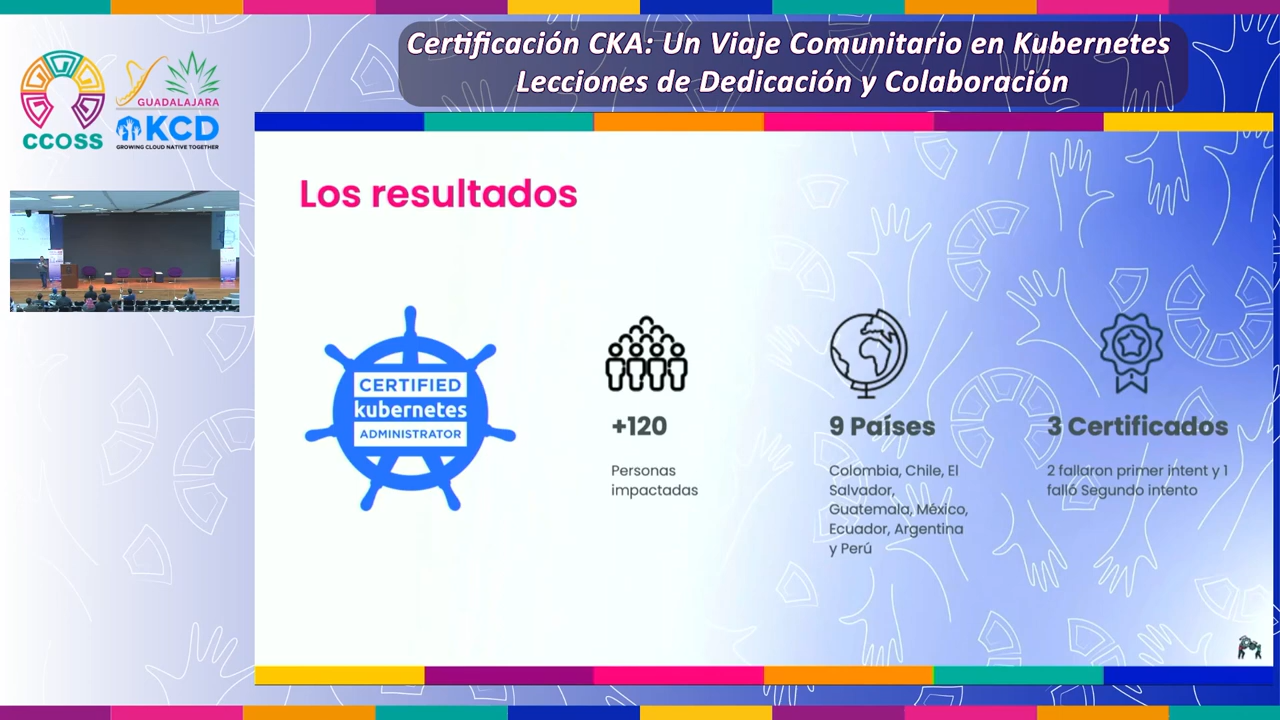 Certificación CKA: Un Viaje Comunitario en Kubernetes
Lecciones de Dedicación y Colaboración
CCOSS
GUADALAJARA
KCD
GROWING CLOUD NATIVE TOGETHER
Los resultados
CERTIFIED
kubernetes
ADMINISTRATOR
+120
Personas
impactadas
9 Países
Colombia, Chile, El
Salvador,
Guatemala, México,
Ecuador, Argentina
y Perú
3 Certificados
2 fallaron primer intent y 1
falló Segundo intento